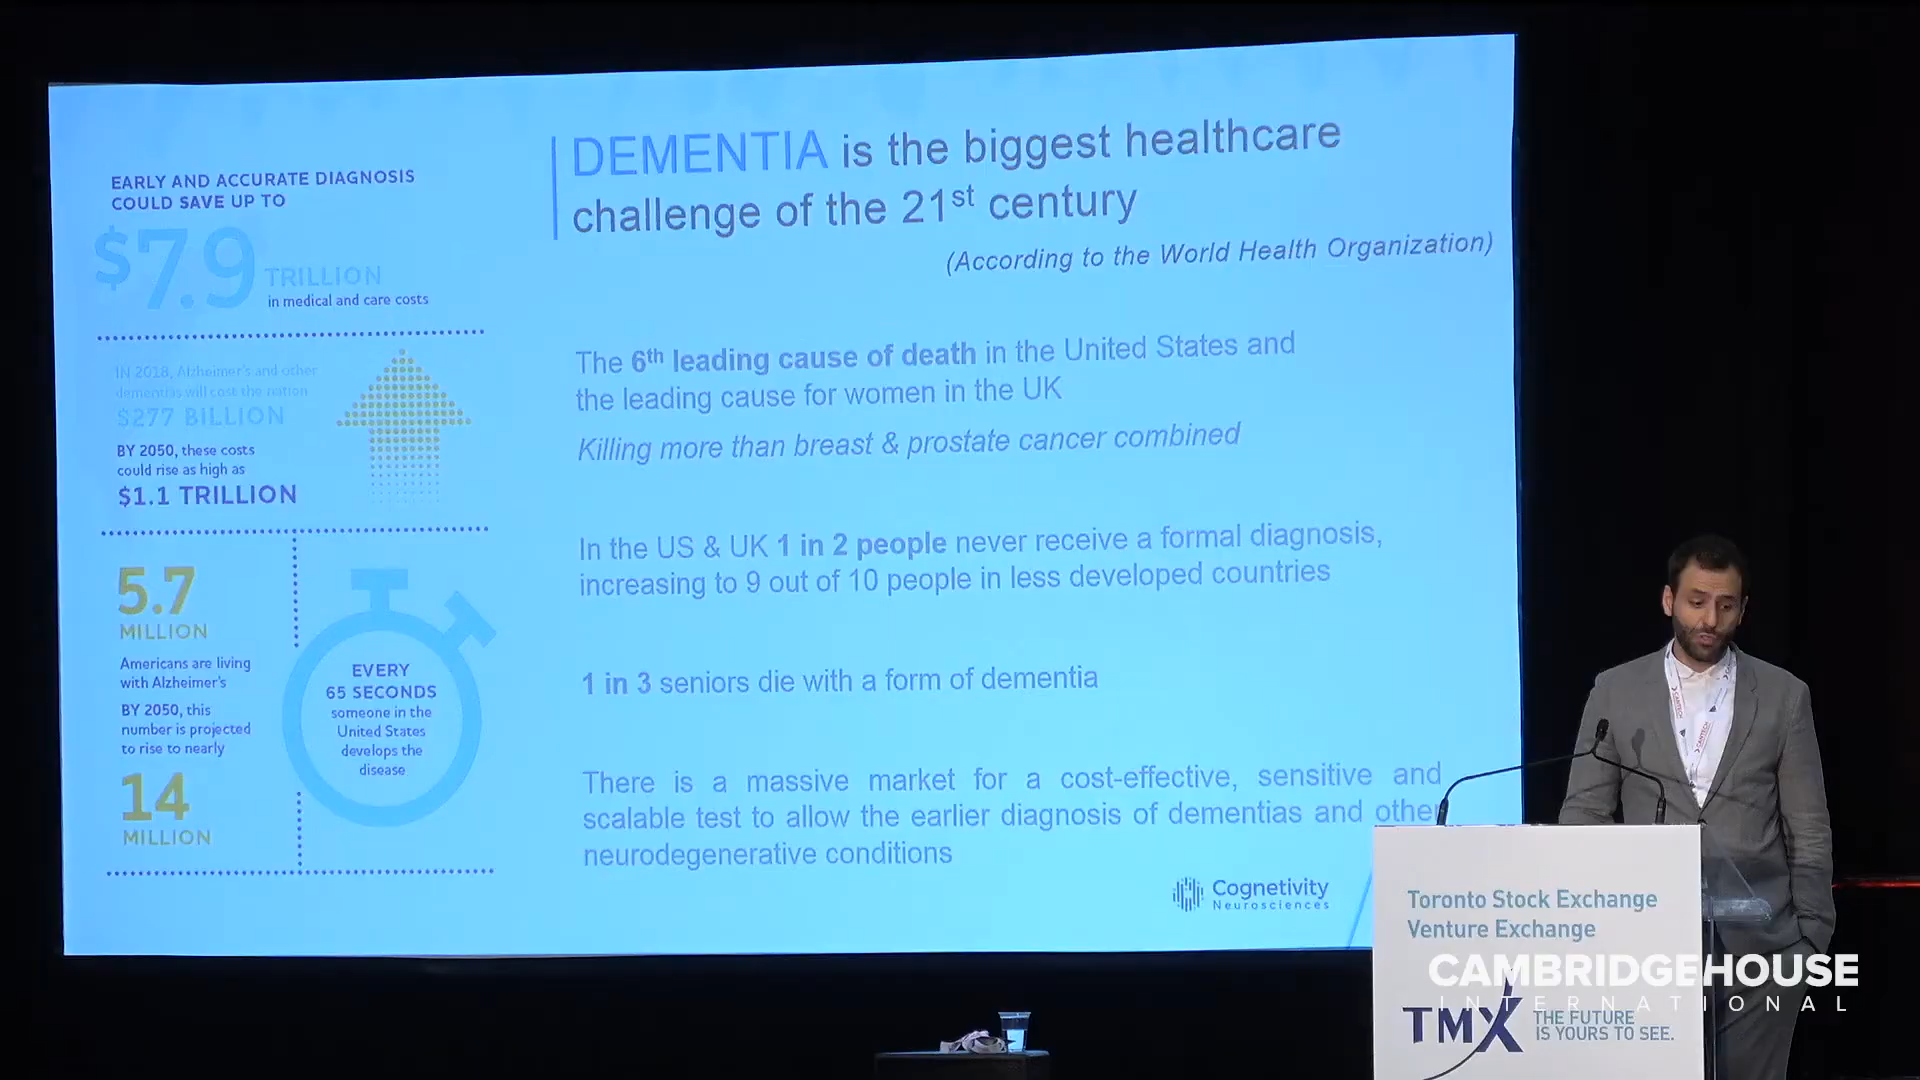 EARLY AND ACCURATE DIAGNOSIS
COULD SAVE UP TO
$7.9 TRILLION
in medical and care costs
IN 2018, Alzheimer's and other
dementias will cost the nation
$277 BILLION
BY 2050, these costs
could rise as high as
$1.1 TRILLION
5.7
MILLION
Americans are living
with Alzheimer's
BY 2050, this
number is projected
to rise to nearly
14
MILLION
EVERY
65 SECONDS
someone in the
United States
develops the
disease
DEMENTIA is the biggest healthcare
challenge of the 21st century
(According to the World Health Organization)
The 6th leading cause of death in the United States and
the leading cause for women in the UK
Killing more than breast & prostate cancer combined
In the US & UK 1 in 2 people never receive a formal diagnosis,
increasing to 9 out of 10 people in less developed countries
1 in 3 seniors die with a form of dementia
There is a massive market for a cost-effective, sensitive and
scalable test to allow the earlier diagnosis of dementias and other
neurodegenerative conditions
Cognetivity
Neurosciences
CANTECH
CANTECH
Toronto Stock Exchange
Venture Exchange
CAMBRIDGEHOUSE
INTERNATIONAL
TMX THE FUTURE
IS YOURS TO SEE.